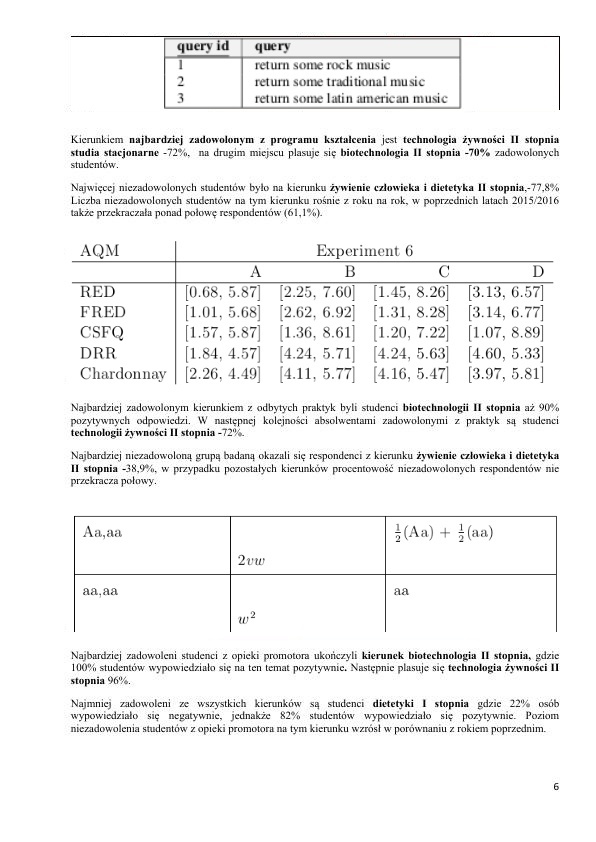 query id query
1 return some rock music
2 return some traditional music
3 return some latin american music
Kierunkiem najbardziej zadowolonym z programu kształcenia jest technologia żywności II stopnia
studia stacjonarne -72%, na drugim miejscu plasuje się biotechnologia II stopnia -70% zadowolonych
studentów.
Najwięcej niezadowolonych studentów było na kierunku żywienie człowieka i dietetyka II stopnia,-77,8%
Liczba niezadowolonych studentów na tym kierunku rośnie z roku na rok, w poprzednich latach 2015/2016
także przekraczała ponad połowę respondentów (61,1%).
AQM Experiment 6
A B C D
RED [0.68, 5.87] [2.25, 7.60] [1.45, 8.26] [3.13, 6.57]
FRED [1.01, 5.68] [2.62, 6.92] [1.31, 8.28] [3.14, 6.77]
CSFQ [1.57, 5.87] [1.36, 8.61] [1.20, 7.22] [1.07, 8.89]
DRR [1.84, 4.57] [4.24, 5.71] [4.24, 5.63] [4.60, 5.33]
Chardonnay [2.26, 4.49] [4.11, 5.77] [4.16, 5.47] [3.97, 5.81]
Najbardziej zadowolonym kierunkiem z odbytych praktyk byli studenci biotechnologii II stopnia aż 90%
pozytywnych odpowiedzi. W następnej kolejności absolwentami zadowolonymi z praktyk są studenci
technologii żywności II stopnia -72%.
Najbardziej niezadowoloną grupą badaną okazali się respondenci z kierunku żywienie człowieka i dietetyka
II stopnia -38,9%, w przypadku pozostałych kierunków procentowość niezadowolonych respondentów nie
przekracza połowy.
Aa,aa ½(Aa) + ½(aa)
2vw
aa,aa aa
w²
Najbardziej zadowoleni studenci z opieki promotora ukończyli kierunek biotechnologia II stopnia, gdzie
100% studentów wypowiedziało się na ten temat pozytywnie. Następnie plasuje się technologia żywności II
stopnia 96%.
Najmniej zadowoleni ze wszystkich kierunków są studenci dietetyki I stopnia gdzie 22% osób
wypowiedziało się negatywnie, jednakże 82% studentów wypowiedziało się pozytywnie. Poziom
niezadowolenia studentów z opieki promotora na tym kierunku wzrósł w porównaniu z rokiem poprzednim.
6